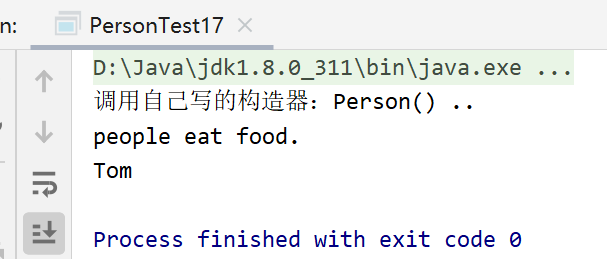 n: PersonTest17
D:\Java\jdk1.8.0_311\bin\java.exe ...
调用自己写的构造器：Person() ..
people eat food.
Tom
Process finished with exit code 0